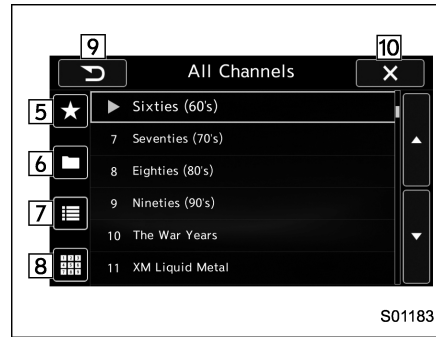 9
10
All Channels
5
Sixties (60's)
7 Seventies (70's)
6
8 Eighties (80's)
7
9 Nineties (90's)
10 The War Years
8
11 XM Liquid Metal
S01183